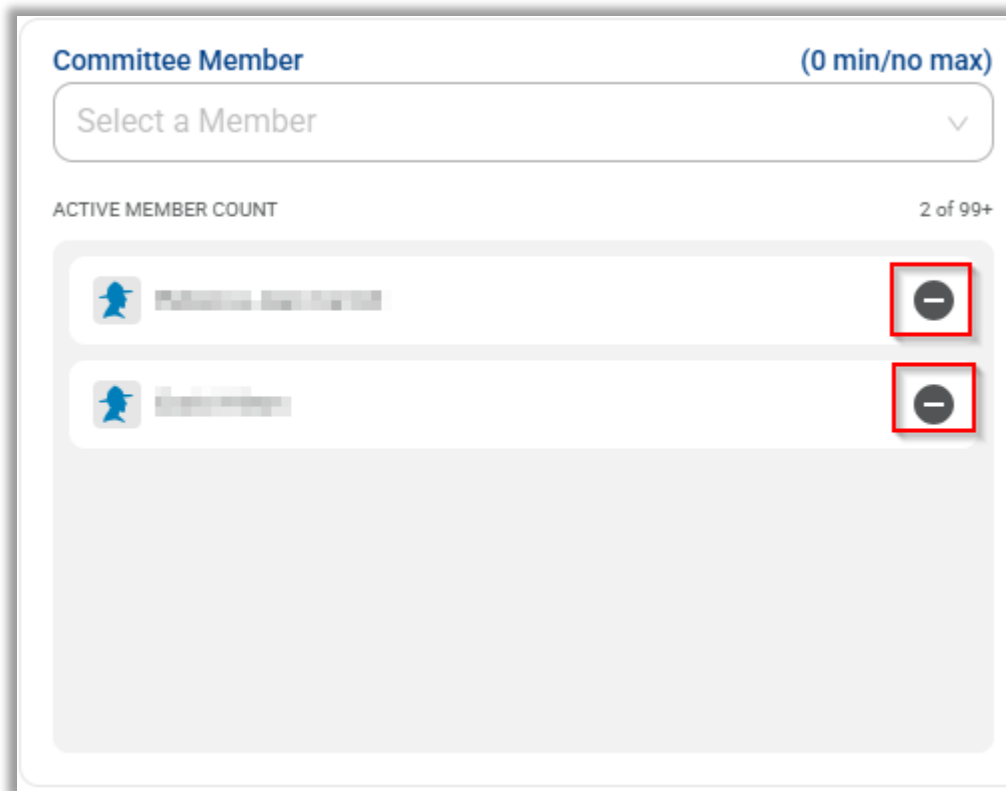 Committee Member (0 min/no max)
Select a Member
ACTIVE MEMBER COUNT 2 of 99+